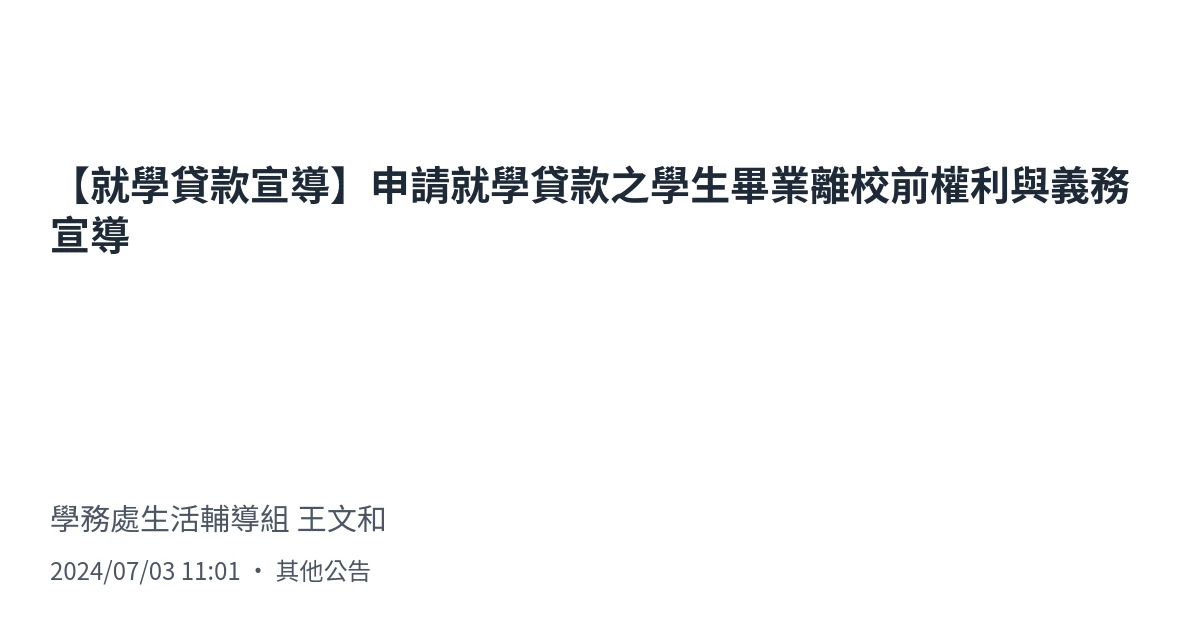 【就學貸款宣導】申請就學貸款之學生畢業離校前權利與義務
宣導
學務處生活輔導組 王文和
2024/07/03 11:01 • 其他公告